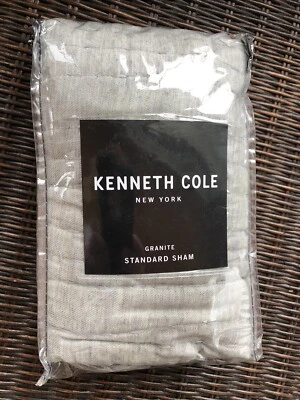 KENNETH COLE
NEW YORK
GRANITE
STANDARD SHAM